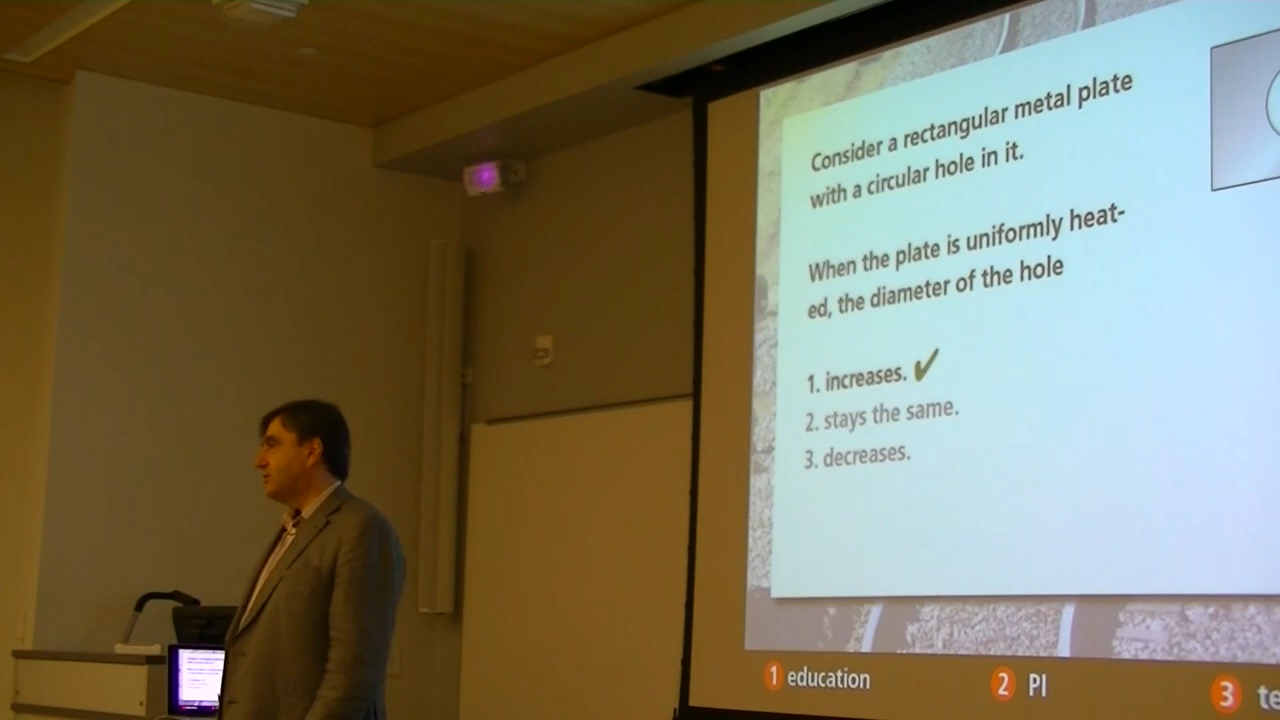 Consider a rectangular metal plate
with a circular hole in it.
When the plate is uniformly heat-
ed, the diameter of the hole
1. increases. ✓
2. stays the same.
3. decreases.
1 education
2 PI
3 te